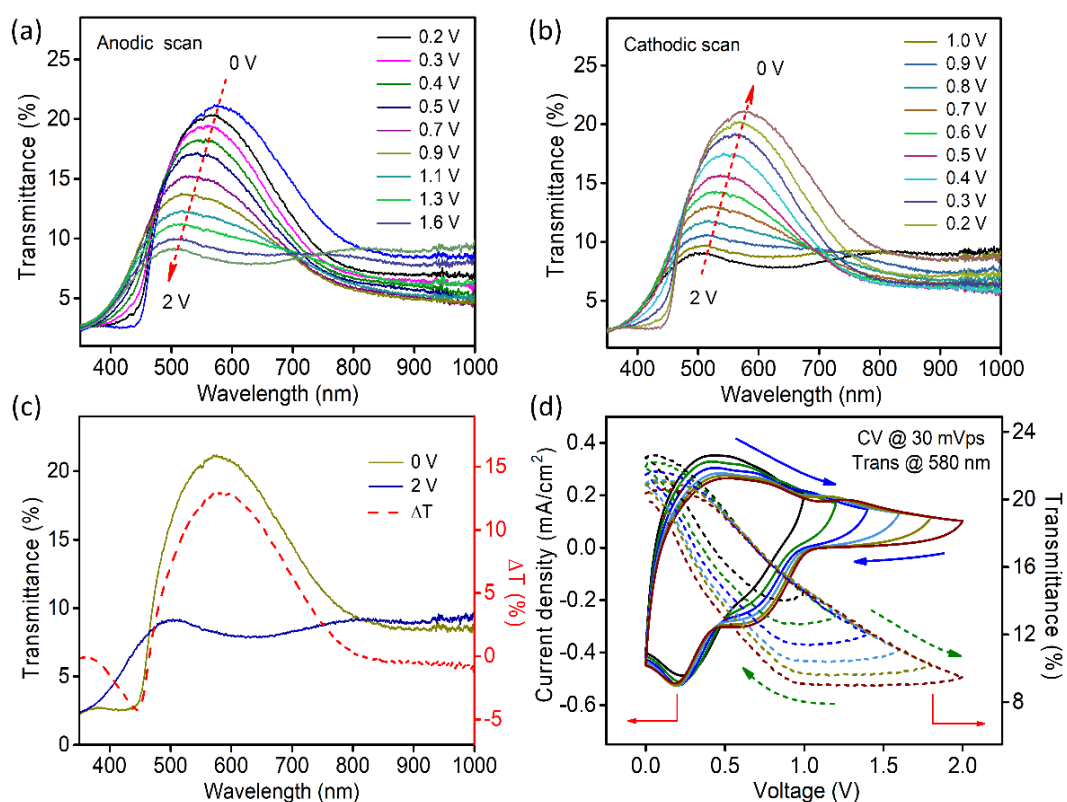 (a)
Anodic scan
0 V
2 V
0.2 V
0.3 V
0.4 V
0.5 V
0.7 V
0.9 V
1.1 V
1.3 V
1.6 V
Transmittance (%)
25
20
15
10
5
400 500 600 700 800 900 1000
Wavelength (nm)
(b)
Cathodic scan
0 V
2 V
1.0 V
0.9 V
0.8 V
0.7 V
0.6 V
0.5 V
0.4 V
0.3 V
0.2 V
Transmittance (%)
25
20
15
10
5
400 500 600 700 800 900 1000
Wavelength (nm)
(c)
0 V
2 V
ΔT
Transmittance (%)
20
15
10
5
0
ΔT (%)
15
10
5
0
-5
400 500 600 700 800 900 1000
Wavelength (nm)
(d)
CV @ 30 mVps
Trans @ 580 nm
Current density (mA/cm²)
0.4
0.2
0.0
-0.2
-0.4
-0.6
Transmittance (%)
24
20
16
12
8
0.0 0.5 1.0 1.5 2.0
Voltage (V)